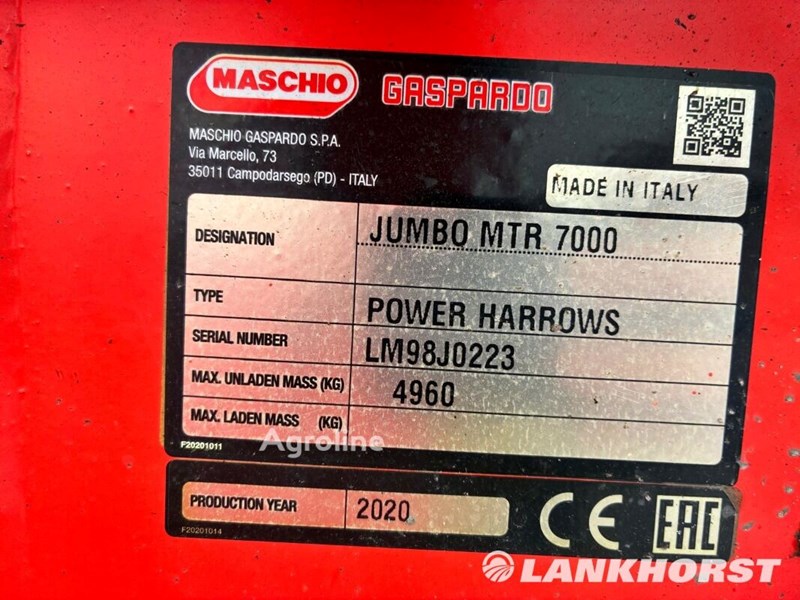 MASCHIO GASPARDO
MASCHIO GASPARDO S.P.A.
Via Marcello, 73
35011 Campodarsego (PD) - ITALY
MADE IN ITALY
DESIGNATION JUMBO MTR 7000
TYPE POWER HARROWS
SERIAL NUMBER LM98J0223
MAX. UNLADEN MASS (KG) 4960
MAX. LADEN MASS (KG)
F20201011
Agroline
PRODUCTION YEAR 2020
F20201014
CE EAC
LANKHORST